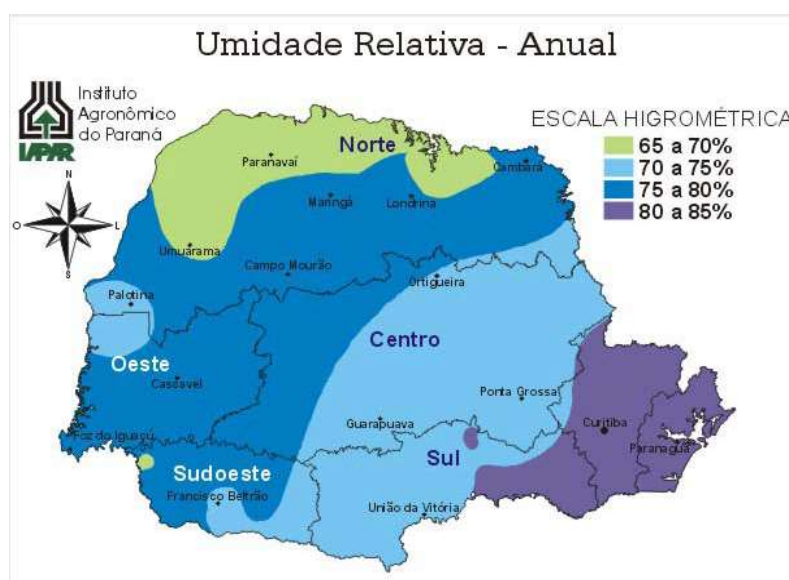 Umidade Relativa - Anual
Instituto
Agronômico
do Paraná
IAPAR
ESCALA HIGROMÉTRICA
65 a 70%
70 a 75%
75 a 80%
80 a 85%
N
O
L
S
Norte
Paranavaí
Cambará
Maringá
Londrina
Umuarama
Campo Mourão
Ortigueira
Palotina
Centro
Oeste
Cascavel
Ponta Grossa
Guarapuava
Curitiba
Foz do Iguaçú
Paranaguá
Sul
Sudoeste
Francisco Beltrão
União da Vitória